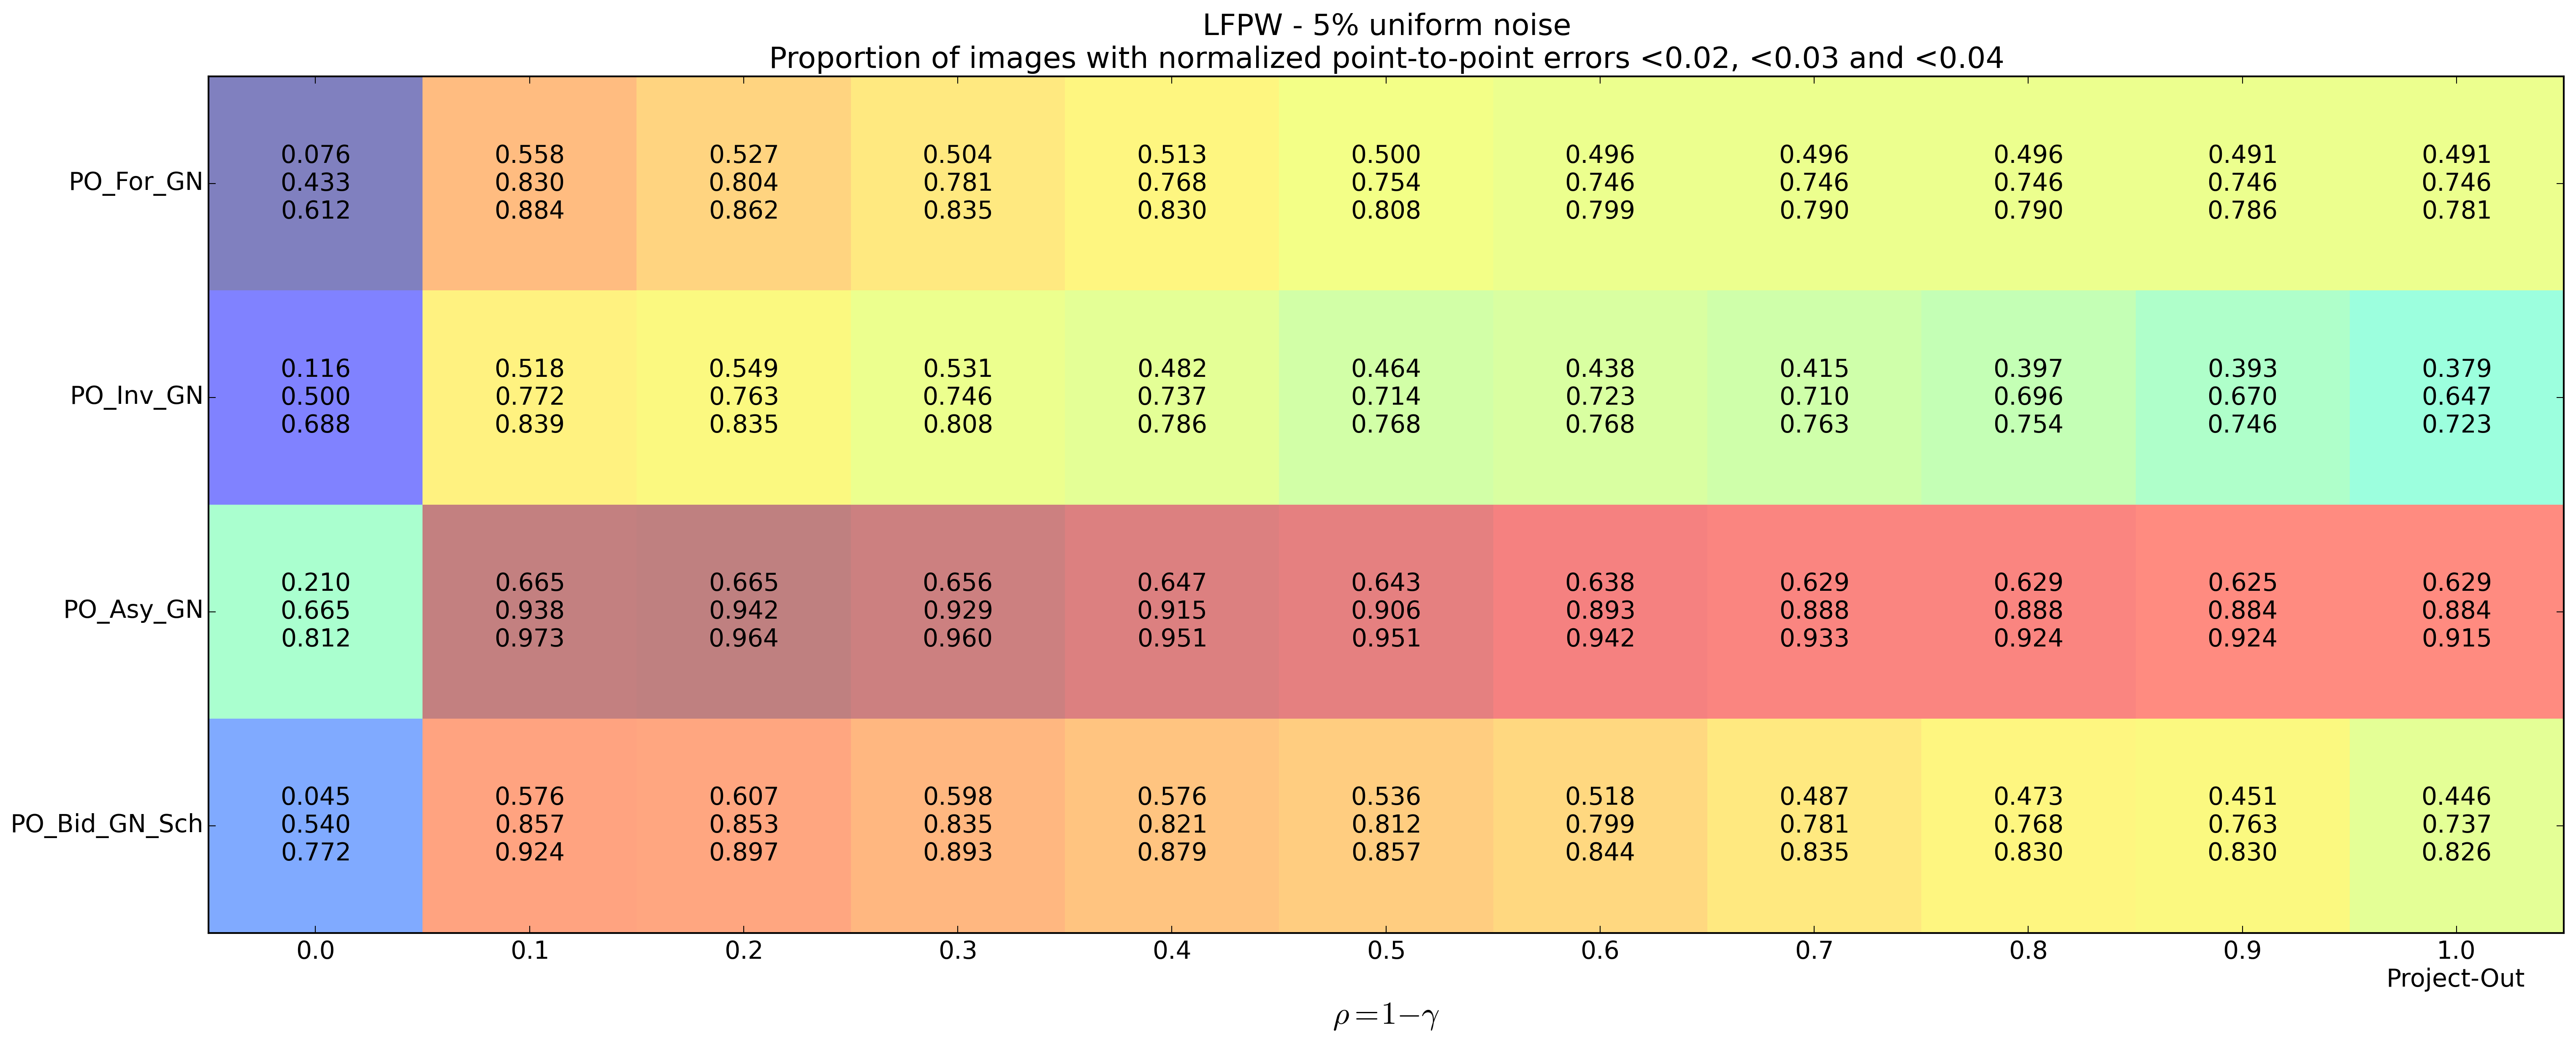 LFPW - 5% uniform noise
Proportion of images with normalized point-to-point errors <0.02, <0.03 and <0.04
0.076 0.558 0.527 0.504 0.513 0.500 0.496 0.496 0.496 0.491 0.491
PO_For_GN 0.433 0.830 0.804 0.781 0.768 0.754 0.746 0.746 0.746 0.746 0.746
0.612 0.884 0.862 0.835 0.830 0.808 0.799 0.790 0.790 0.786 0.781
0.116 0.518 0.549 0.531 0.482 0.464 0.438 0.415 0.397 0.393 0.379
PO_Inv_GN 0.500 0.772 0.763 0.746 0.737 0.714 0.723 0.710 0.696 0.670 0.647
0.688 0.839 0.835 0.808 0.786 0.768 0.768 0.763 0.754 0.746 0.723
0.210 0.665 0.665 0.656 0.647 0.643 0.638 0.629 0.629 0.625 0.629
PO_Asy_GN 0.665 0.938 0.942 0.929 0.915 0.906 0.893 0.888 0.888 0.884 0.884
0.812 0.973 0.964 0.960 0.951 0.951 0.942 0.933 0.924 0.924 0.915
0.045 0.576 0.607 0.598 0.576 0.536 0.518 0.487 0.473 0.451 0.446
PO_Bid_GN_Sch 0.540 0.857 0.853 0.835 0.821 0.812 0.799 0.781 0.768 0.763 0.737
0.772 0.924 0.897 0.893 0.879 0.857 0.844 0.835 0.830 0.830 0.826
0.0 0.1 0.2 0.3 0.4 0.5 0.6 0.7 0.8 0.9 1.0
Project-Out
ρ=1−γ